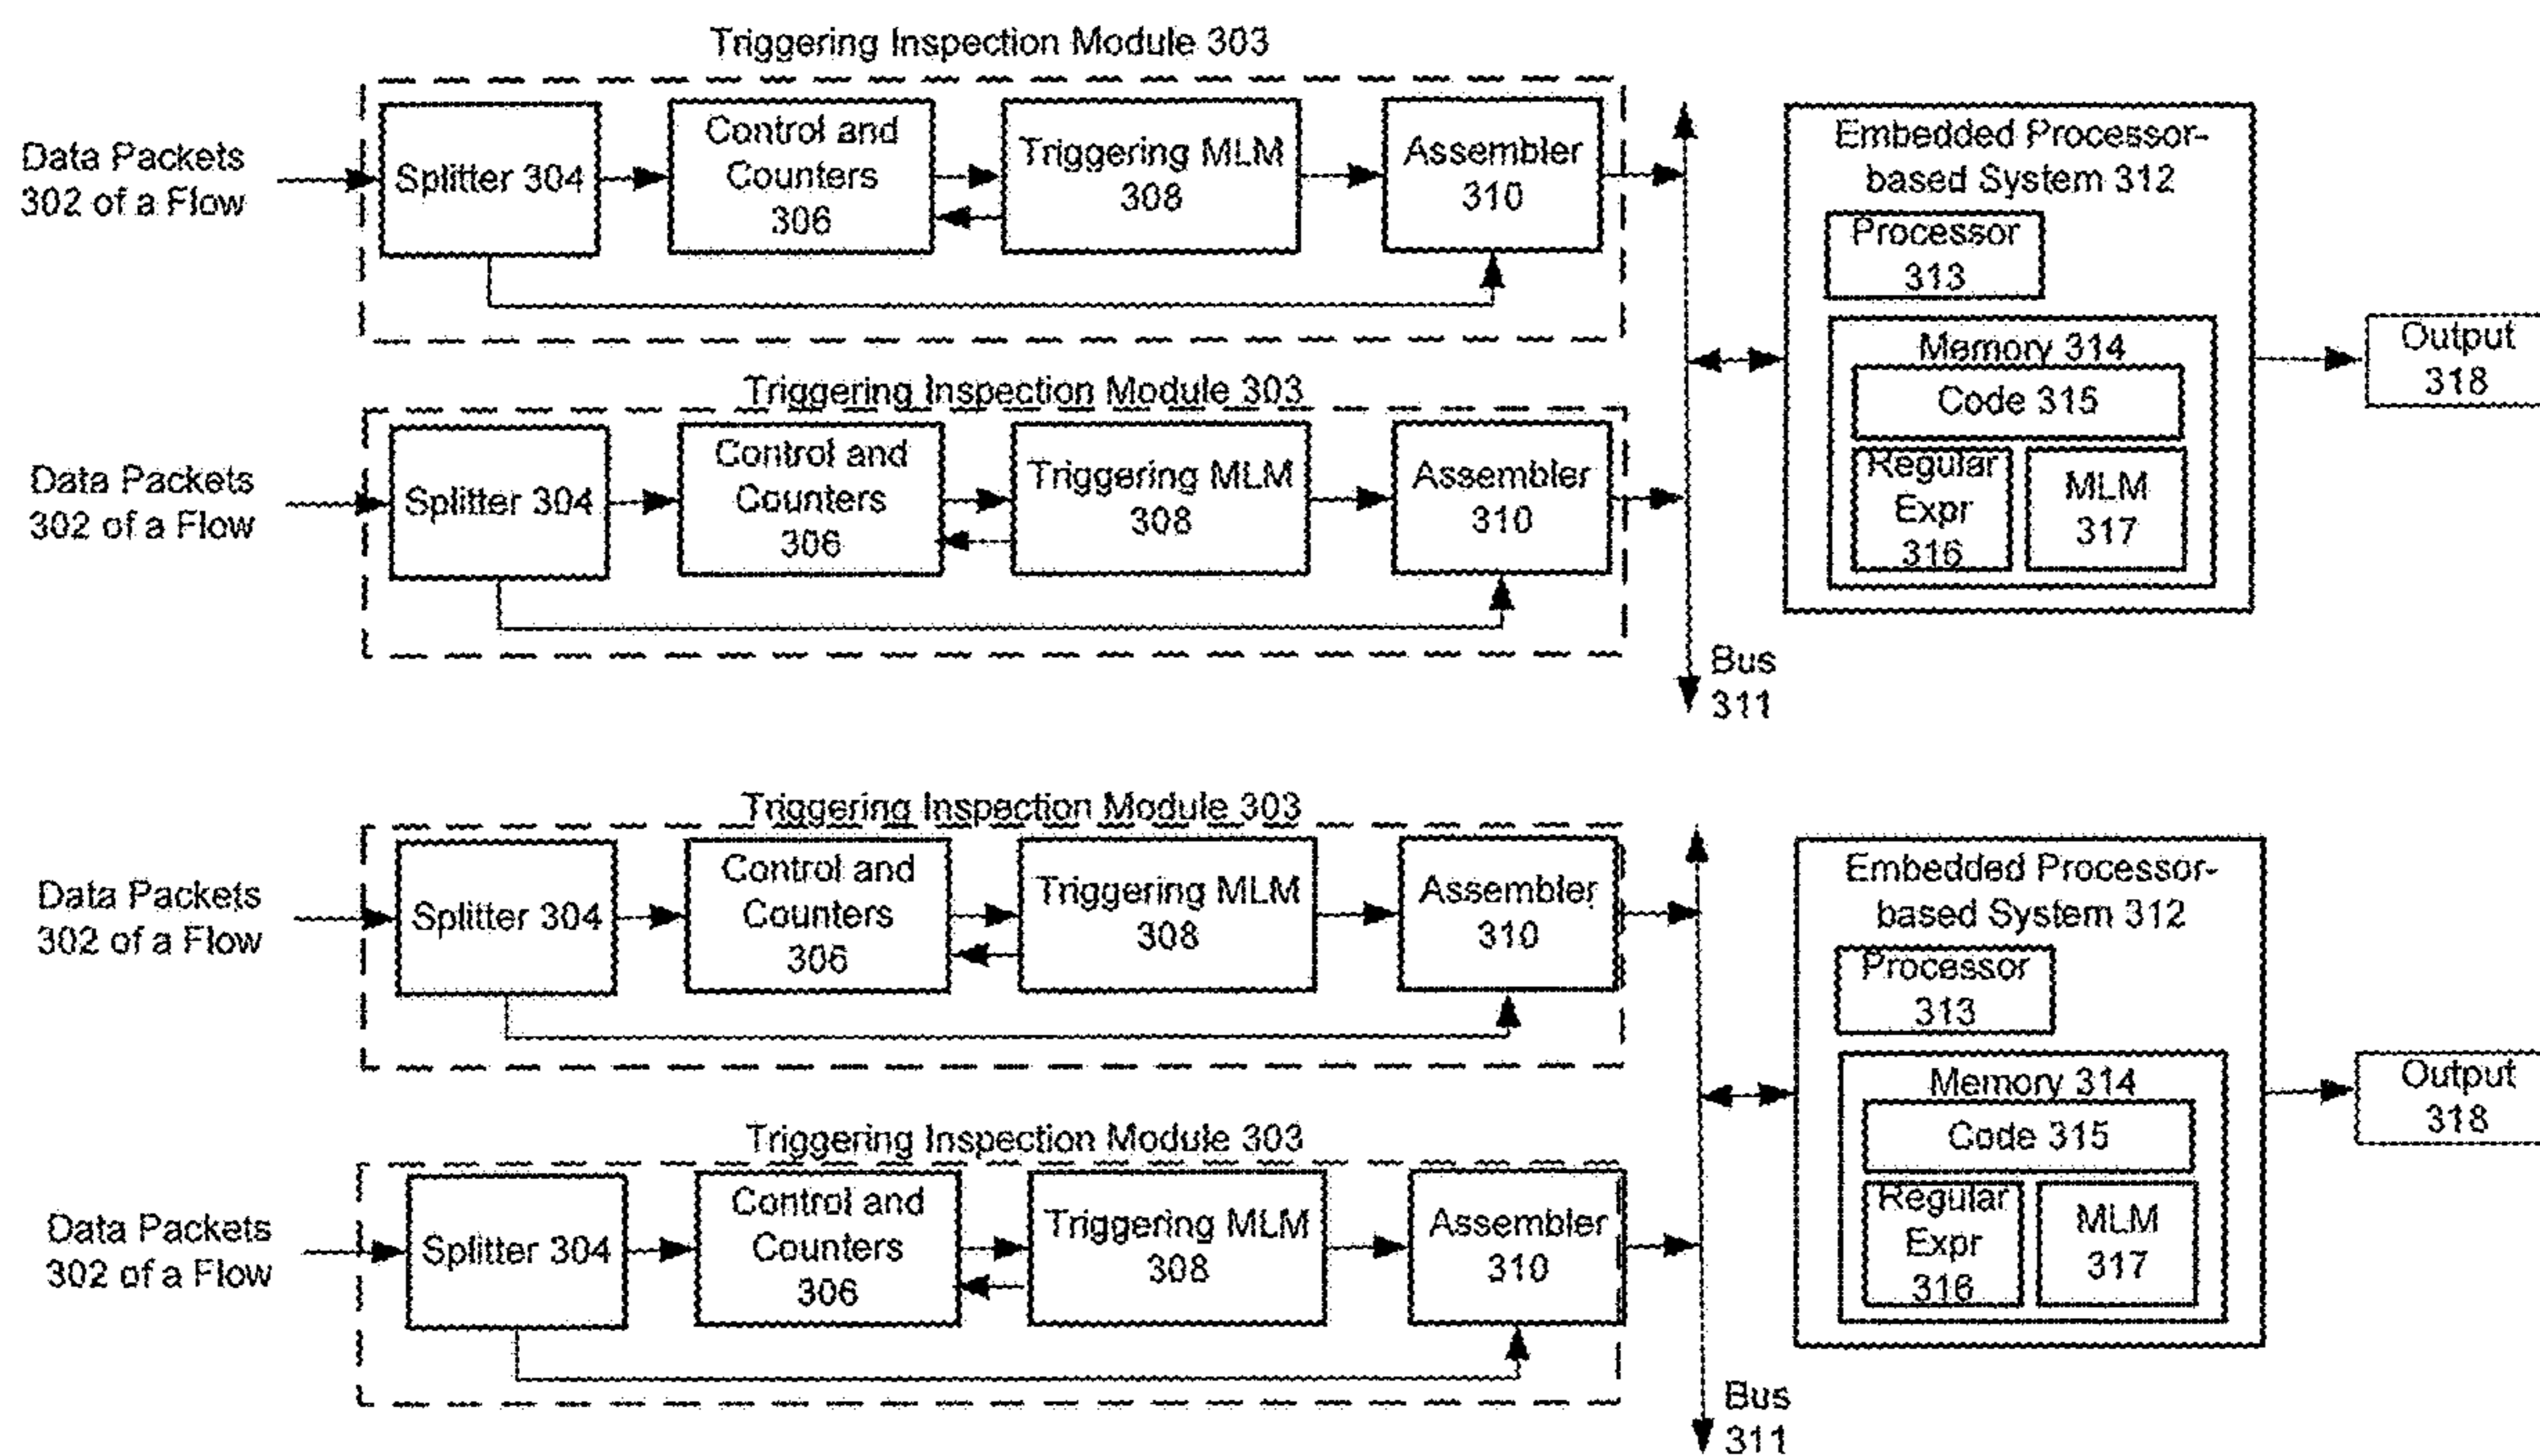 Triggering Inspection Module 303
Data Packets
302 of a Flow
Splitter 304
Control and
Counters
306
Triggering MLM
308
Assembler
310
Triggering Inspection Module 303
Data Packets
302 of a Flow
Splitter 304
Control and
Counters
306
Triggering MLM
308
Assembler
310
Bus
311
Embedded Processor-
based System 312
Processor
313
Memory 314
Code 315
Regular
Expr
316
MLM
317
Output
318
Triggering Inspection Module 303
Data Packets
302 of a Flow
Splitter 304
Control and
Counters
306
Triggering MLM
308
Assembler
310
Triggering Inspection Module 303
Data Packets
302 of a Flow
Splitter 304
Control and
Counters
306
Triggering MLM
308
Assembler
310
Bus
311
Embedded Processor-
based System 312
Processor
313
Memory 314
Code 315
Regular
Expr
316
MLM
317
Output
318